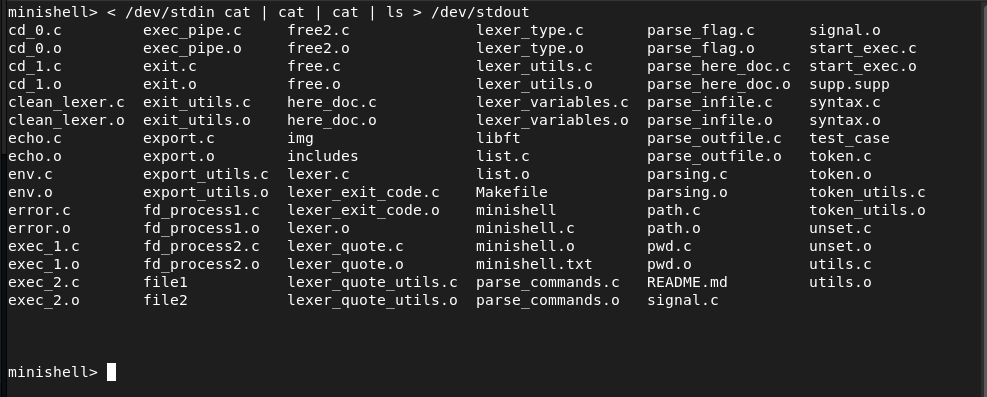 minishell> < /dev/stdin cat | cat | cat | ls > /dev/stdout
cd_0.c exec_pipe.c free2.c lexer_type.c parse_flag.c signal.o
cd_0.o exec_pipe.o free2.o lexer_type.o parse_flag.o start_exec.c
cd_1.c exit.c free.c lexer_utils.c parse_here_doc.c start_exec.o
cd_1.o exit.o free.o lexer_utils.o parse_here_doc.o supp.supp
clean_lexer.c exit_utils.c here_doc.c lexer_variables.c parse_infile.c syntax.c
clean_lexer.o exit_utils.o here_doc.o lexer_variables.o parse_infile.o syntax.o
echo.c export.c img libft parse_outfile.c test_case
echo.o export.o includes list.c parse_outfile.o token.c
env.c export_utils.c lexer.c list.o parsing.c token.o
env.o export_utils.o lexer_exit_code.c Makefile parsing.o token_utils.c
error.c fd_process1.c lexer_exit_code.o minishell path.c token_utils.o
error.o fd_process1.o lexer.o minishell.c path.o unset.c
exec_1.c fd_process2.c lexer_quote.c minishell.o pwd.c unset.o
exec_1.o fd_process2.o lexer_quote.o minishell.txt pwd.o utils.c
exec_2.c file1 lexer_quote_utils.c parse_commands.c README.md utils.o
exec_2.o file2 lexer_quote_utils.o parse_commands.o signal.c
minishell>